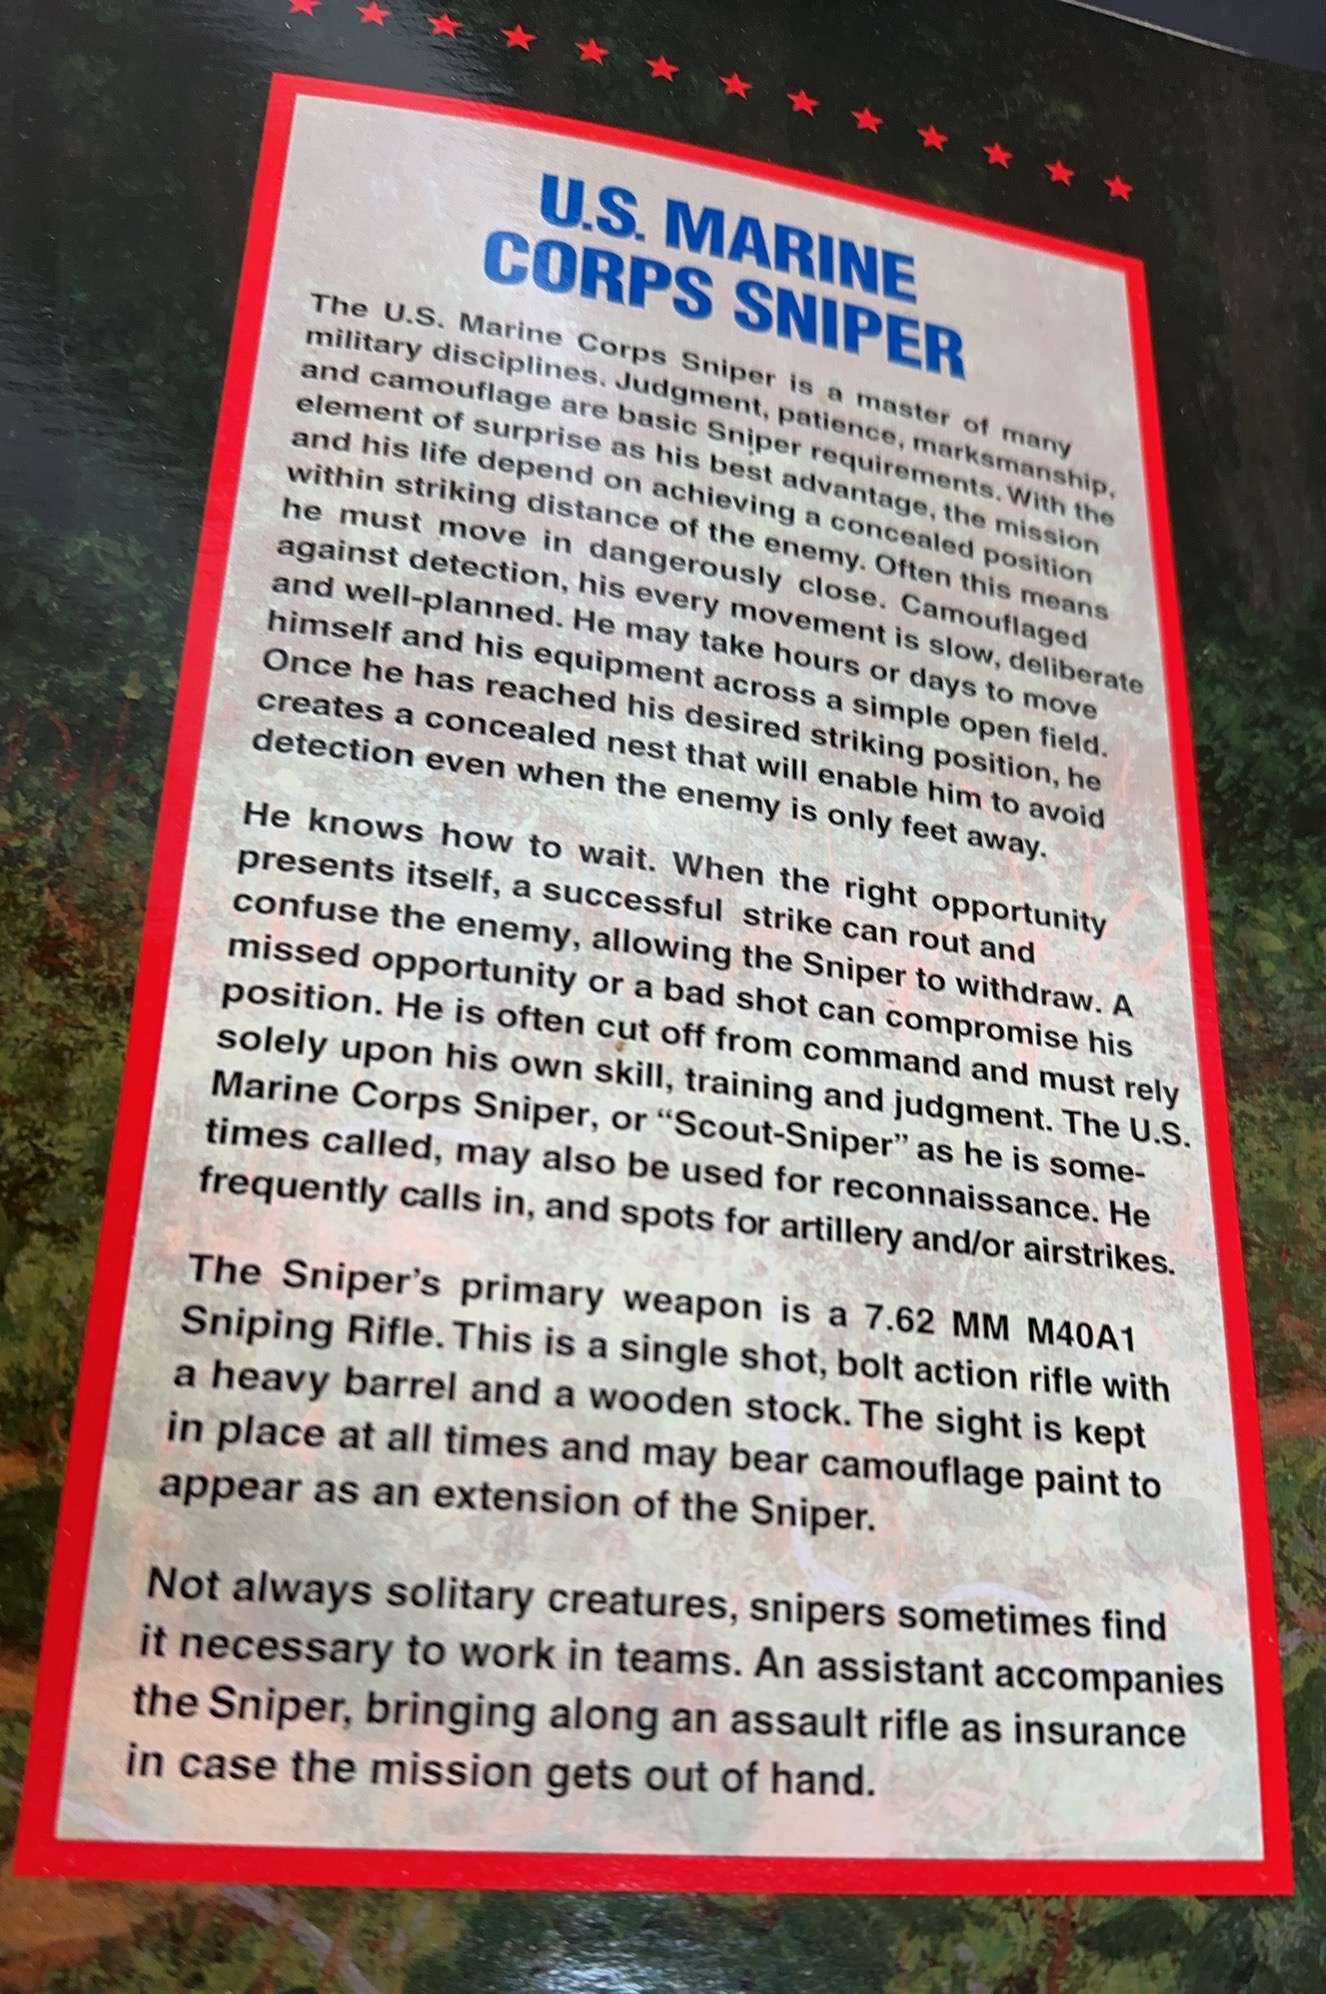 U.S. MARINE
CORPS SNIPER
The U.S. Marine Corps Sniper is a master of many
military disciplines. Judgment, patience, marksmanship,
and camouflage are basic Sniper requirements. With the
element of surprise as his best advantage, the mission
and his life depend on achieving a concealed position
within striking distance of the enemy. Often this means
he must move in dangerously close. Camouflaged
against detection, his every movement is slow, deliberate
and well-planned. He may take hours or days to move
himself and his equipment across a simple open field.
Once he has reached his desired striking position, he
creates a concealed nest that will enable him to avoid
detection even when the enemy is only feet away.
He knows how to wait. When the right opportunity
presents itself, a successful strike can rout and
confuse the enemy, allowing the Sniper to withdraw. A
missed opportunity or a bad shot can compromise his
position. He is often cut off from command and must rely
solely upon his own skill, training and judgment. The U.S.
Marine Corps Sniper, or “Scout-Sniper” as he is some-
times called, may also be used for reconnaissance. He
frequently calls in, and spots for artillery and/or airstrikes.
The Sniper’s primary weapon is a 7.62 MM M40A1
Sniping Rifle. This is a single shot, bolt action rifle with
a heavy barrel and a wooden stock. The sight is kept
in place at all times and may bear camouflage paint to
appear as an extension of the Sniper.
Not always solitary creatures, snipers sometimes find
it necessary to work in teams. An assistant accompanies
the Sniper, bringing along an assault rifle as insurance
in case the mission gets out of hand.